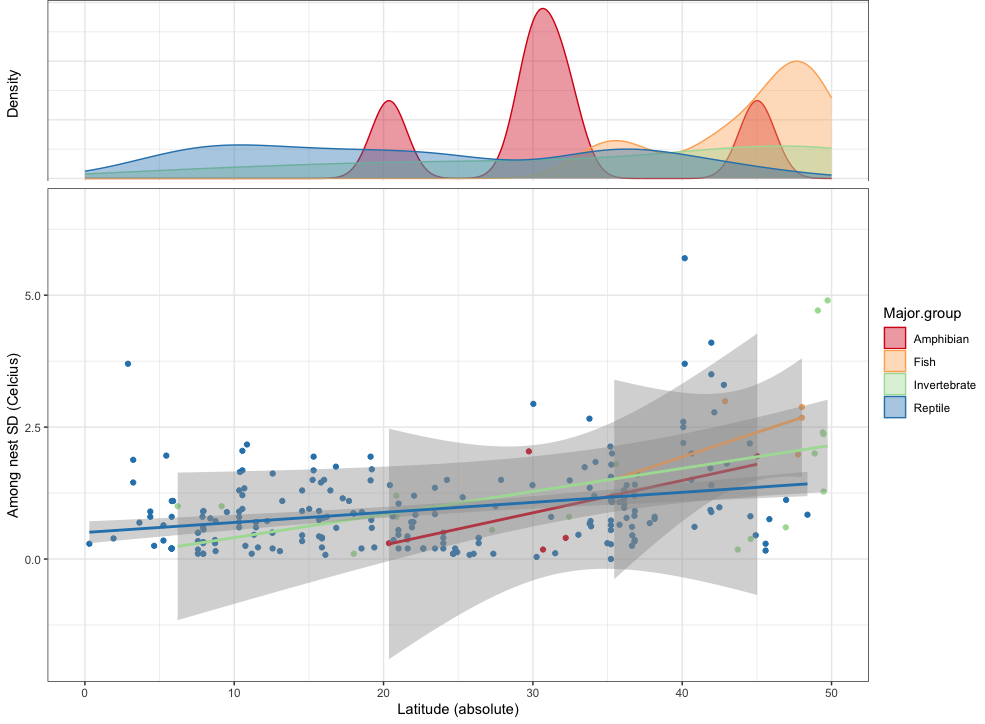 Density
Among nest SD (Celcius)
5.0
2.5
0.0
0
10
20
30
40
50
Latitude (absolute)
Major.group
Amphibian
Fish
Invertebrate
Reptile